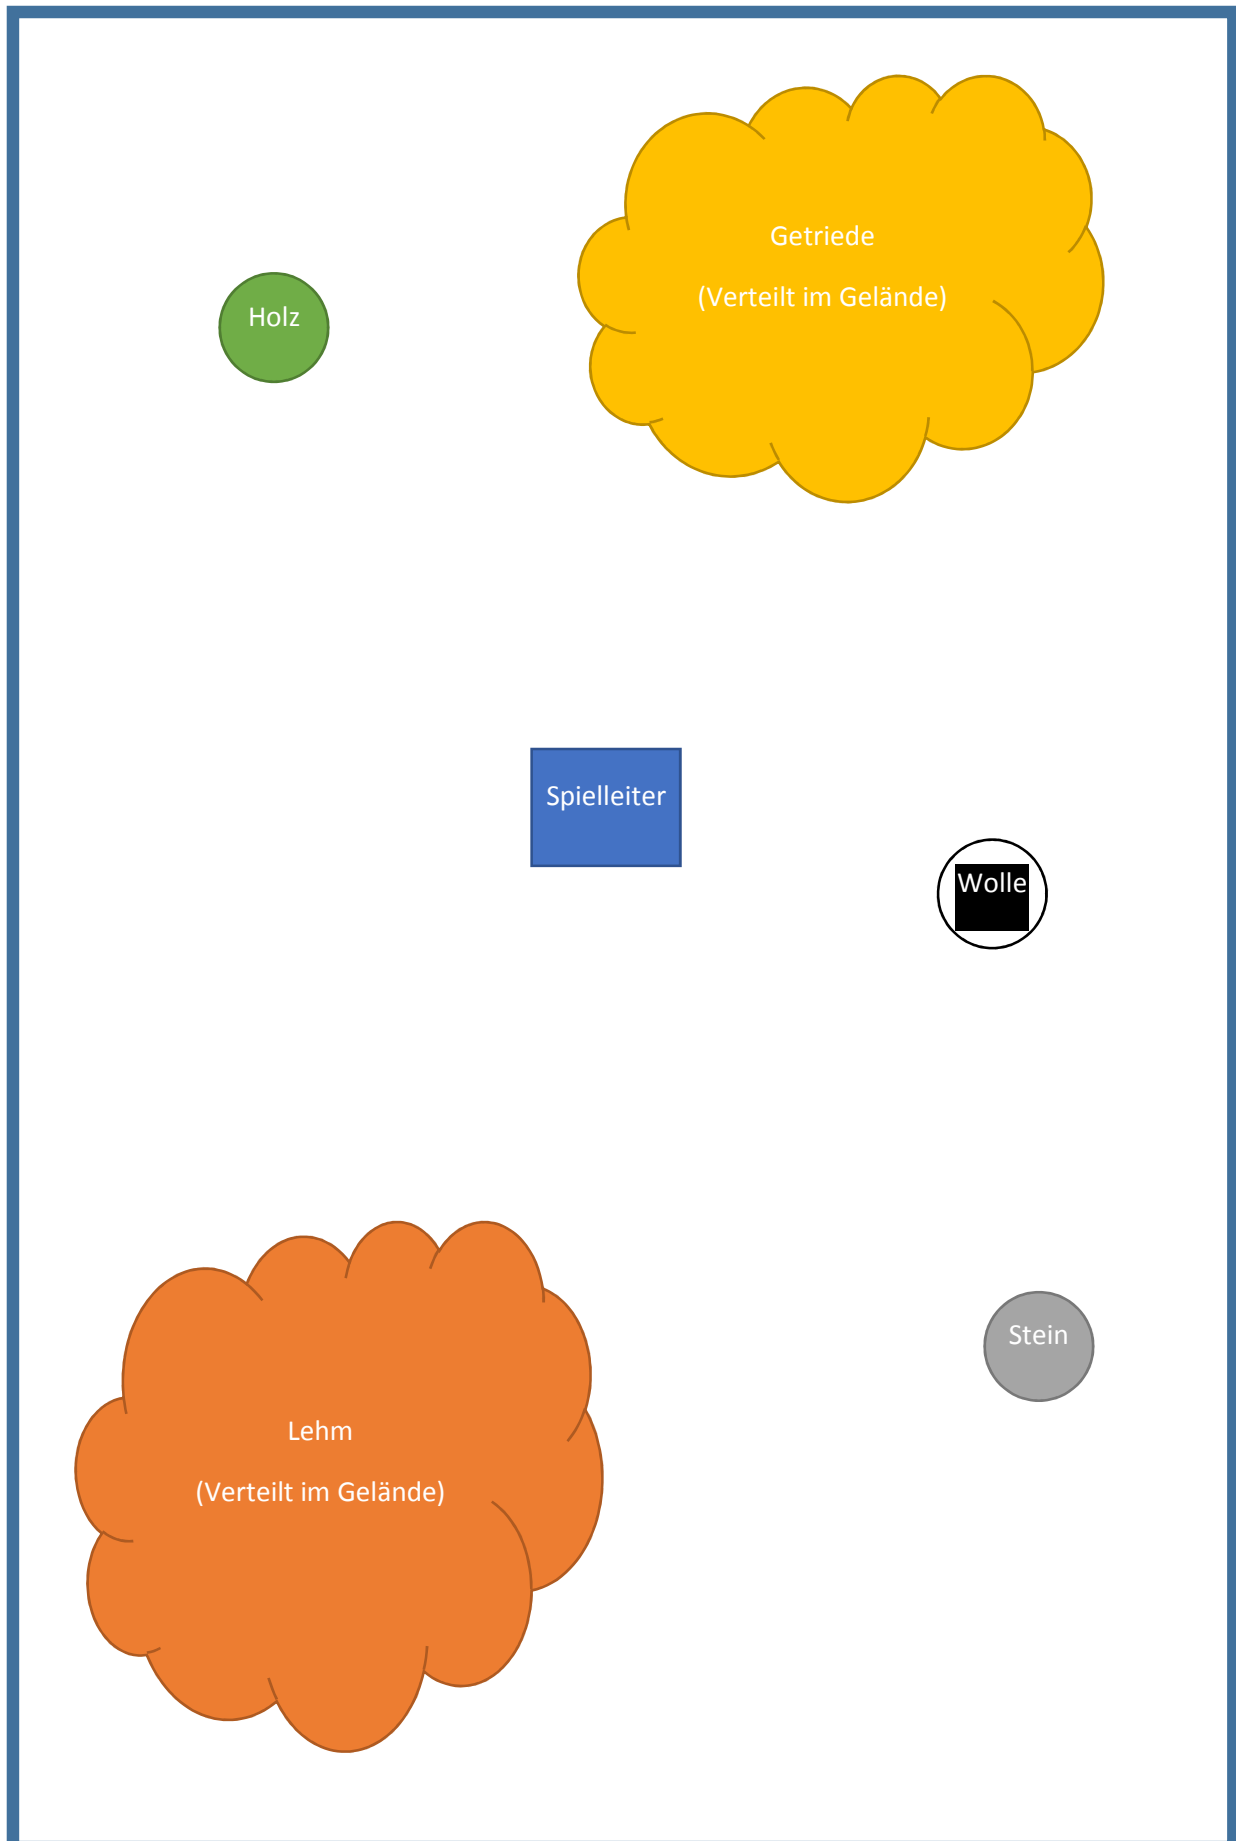 Getriede
(Verteilt im Gelände)
Holz
Spielleiter
Wolle
Stein
Lehm
(Verteilt im Gelände)